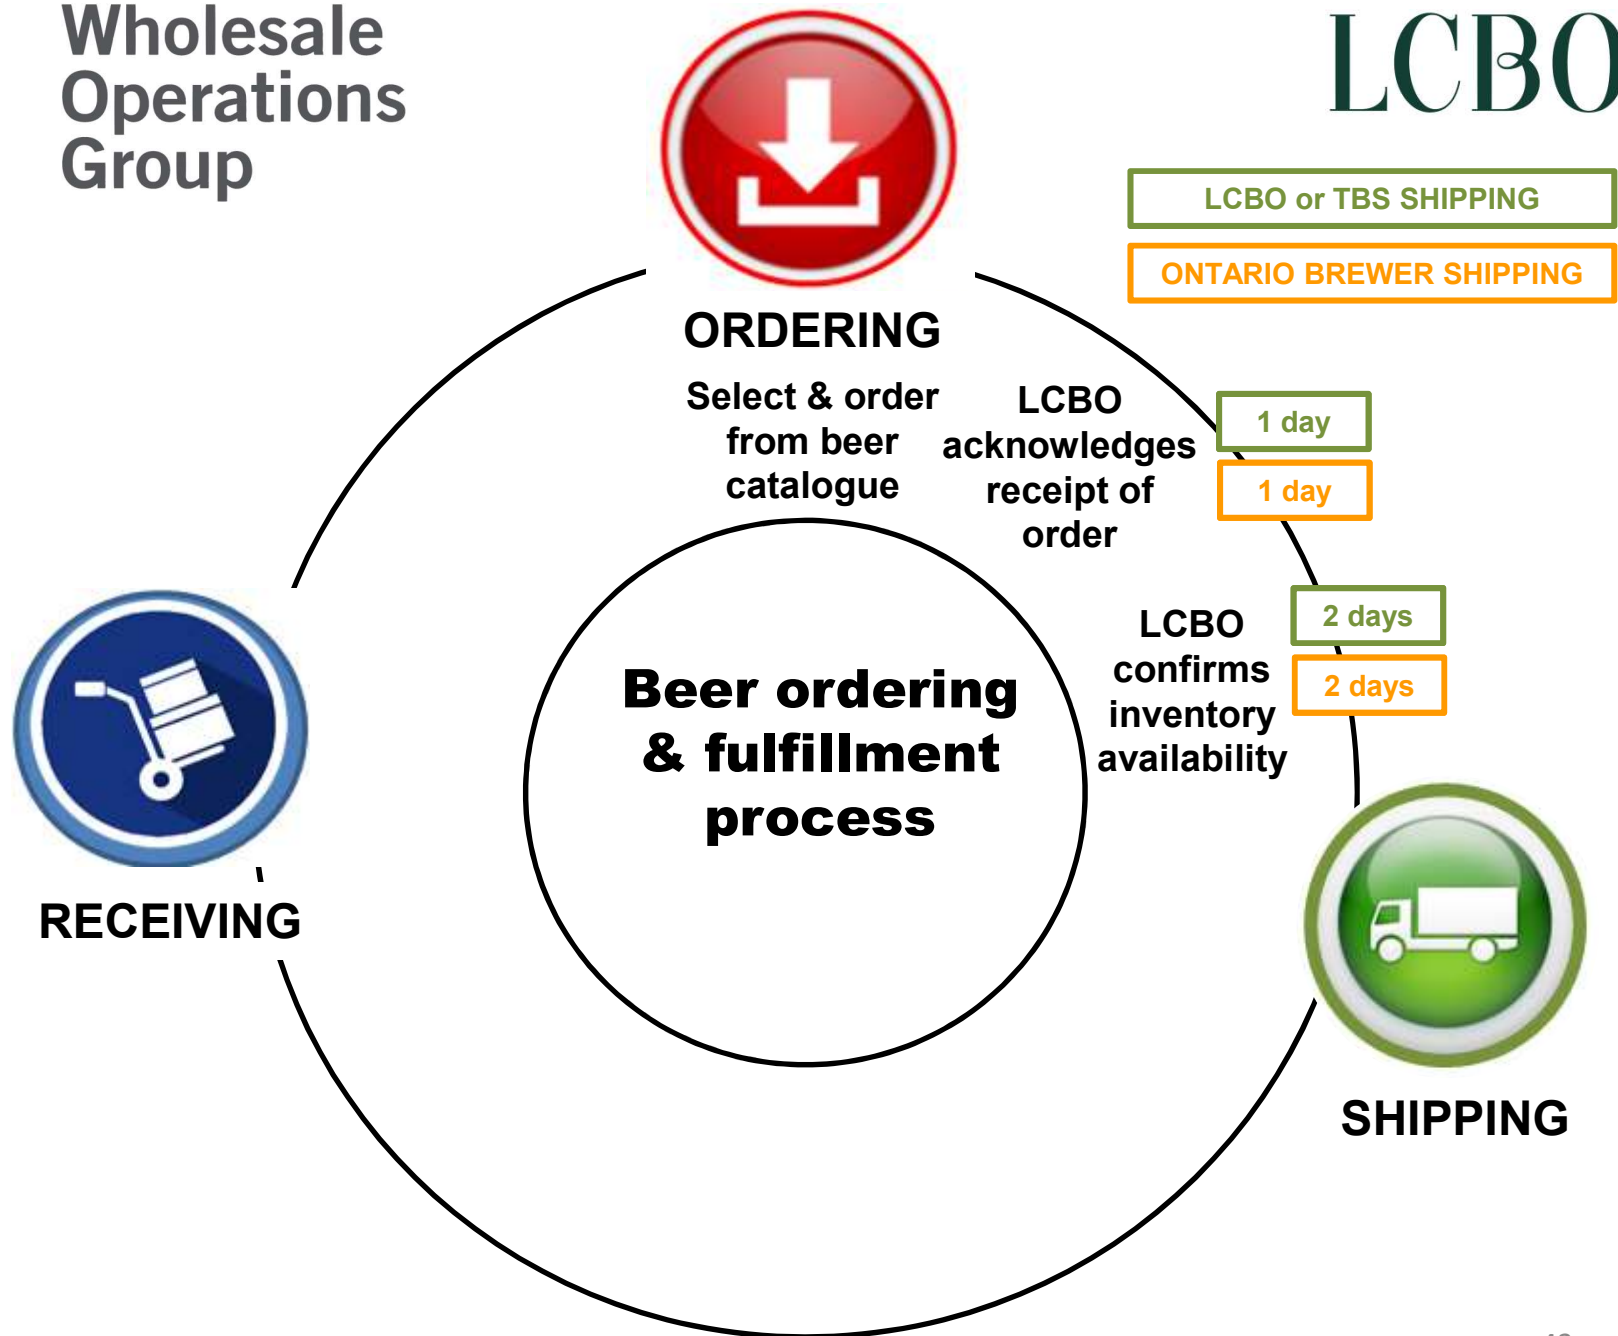 Wholesale
Operations
Group
LCBO
LCBO or TBS SHIPPING
ONTARIO BREWER SHIPPING
ORDERING
Select & order
from beer
catalogue
LCBO
acknowledges
receipt of
order
1 day
1 day
LCBO
confirms
inventory
availability
2 days
2 days
Beer ordering
& fulfillment
process
RECEIVING
SHIPPING